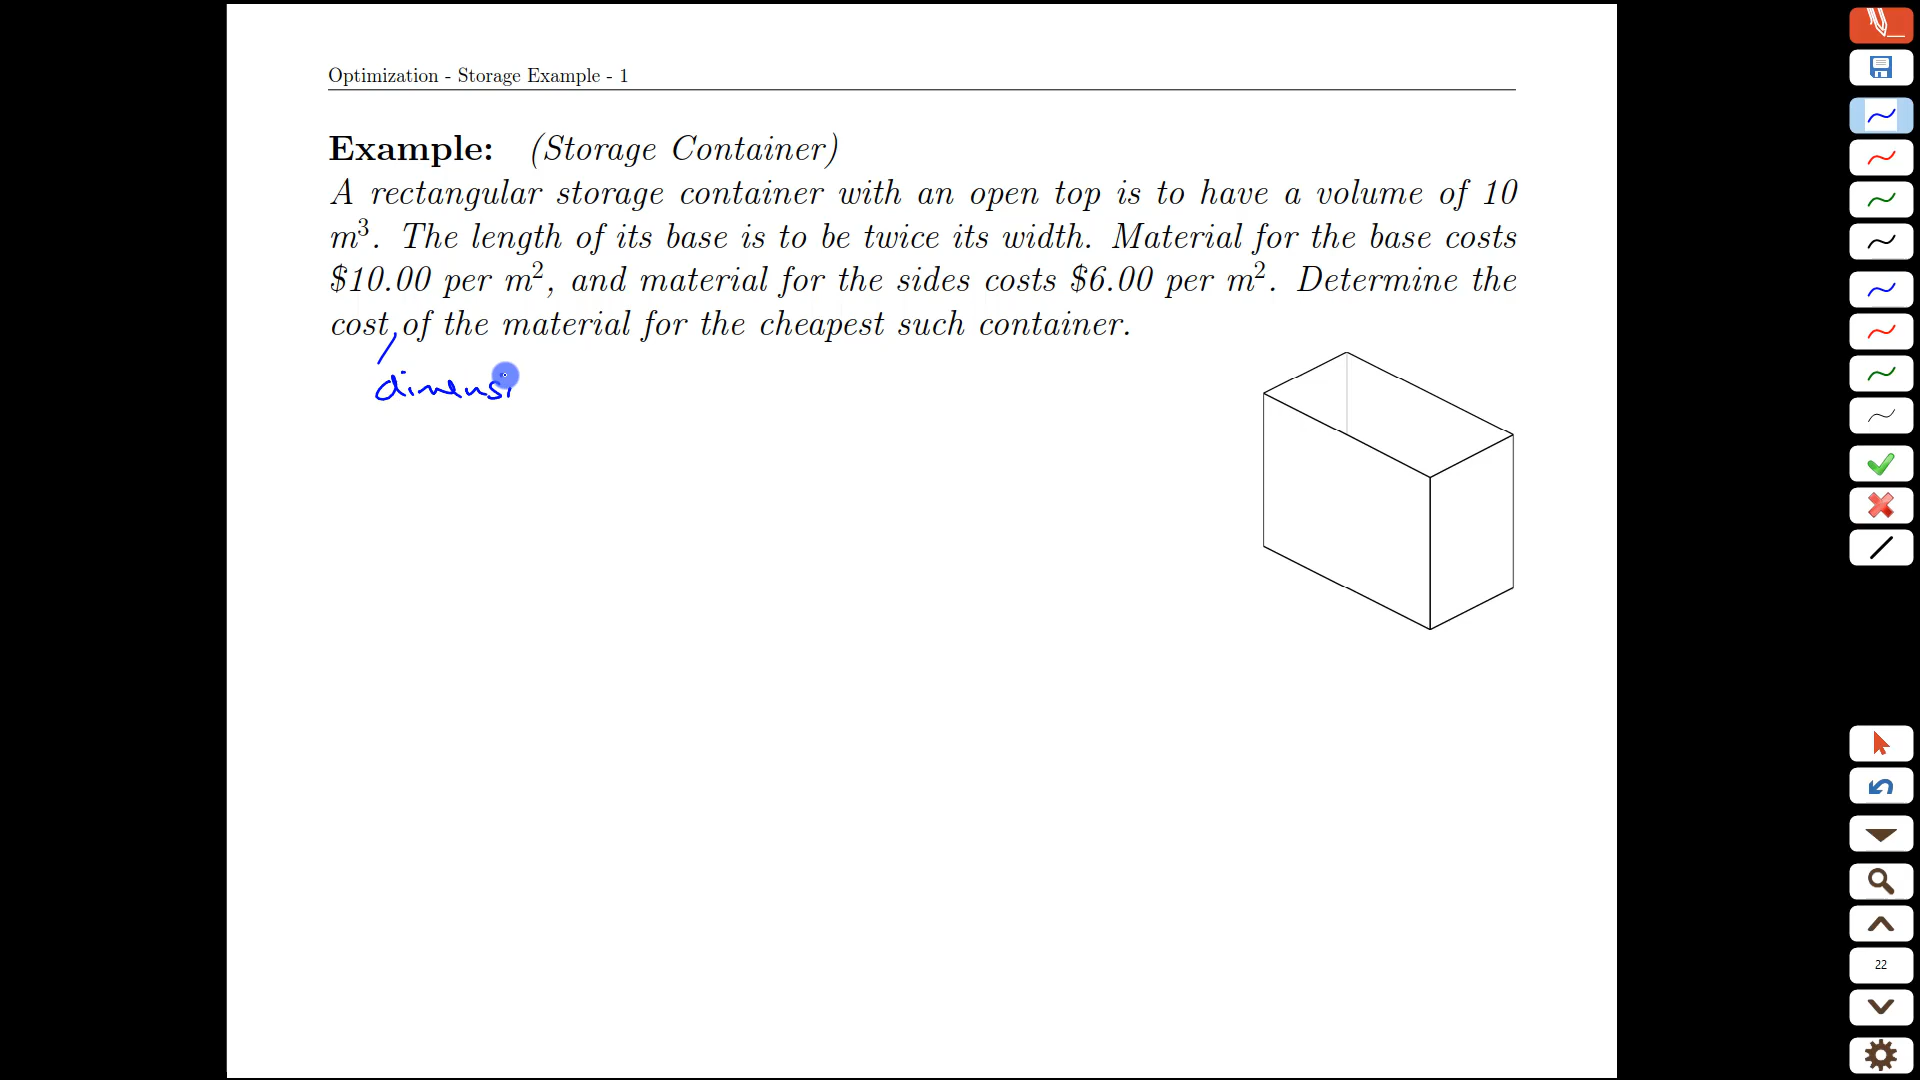 Optimization - Storage Example - 1
Example: (Storage Container)
A rectangular storage container with an open top is to have a volume of 10
m³. The length of its base is to be twice its width. Material for the base costs
$10.00 per m², and material for the sides costs $6.00 per m². Determine the
cost of the material for the cheapest such container.
dimensi
22